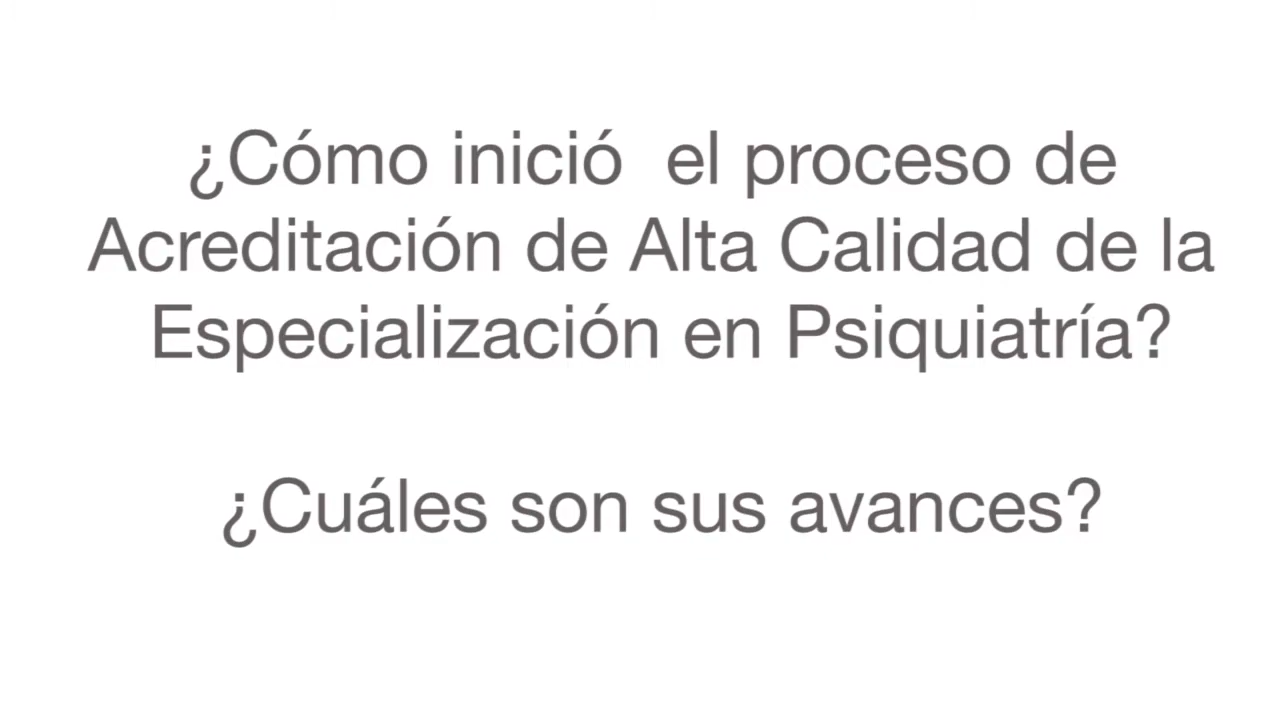 ¿Cómo inició  el proceso de
Acreditación de Alta Calidad de la
Especialización en Psiquiatría?
¿Cuáles son sus avances?